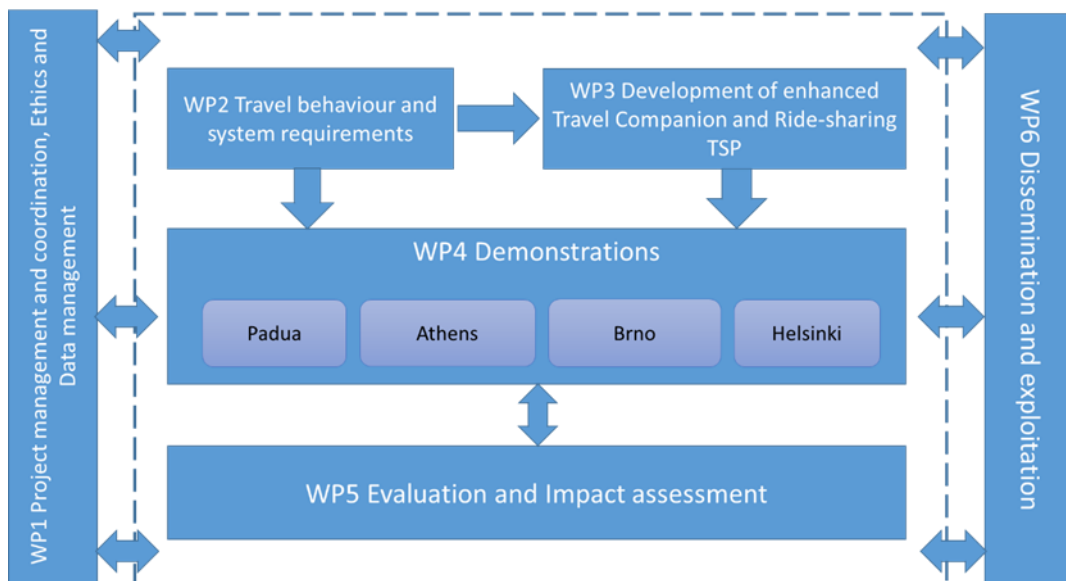 WP1 Project management and coordination, Ethics and
Data management
WP2 Travel behaviour and
system requirements
WP3 Development of enhanced
Travel Companion and Ride-sharing
TSP
WP4 Demonstrations
Padua
Athens
Brno
Helsinki
WP5 Evaluation and Impact assessment
WP6 Dissemination and exploitation